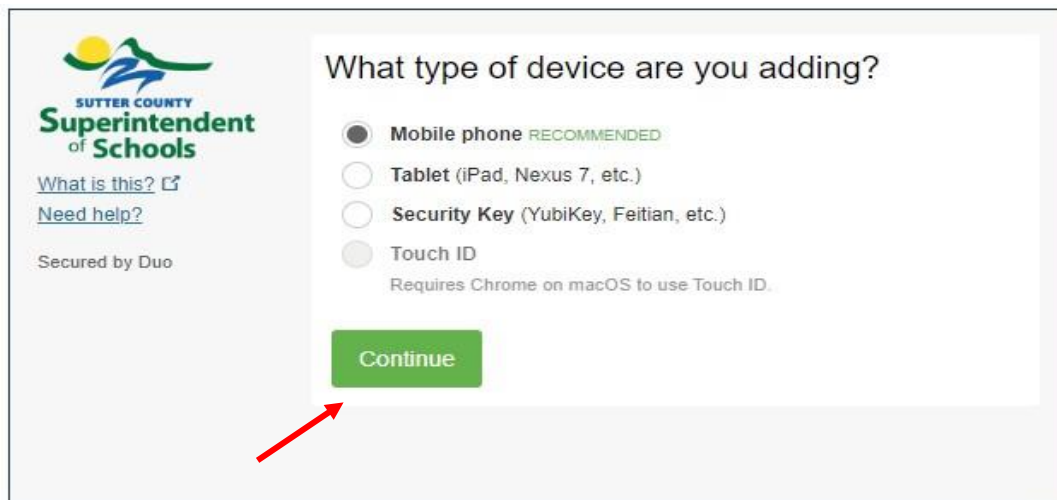 SUTTER COUNTY
Superintendent
of Schools
What is this?
Need help?
Secured by Duo
What type of device are you adding?
Mobile phone RECOMMENDED
Tablet (iPad, Nexus 7, etc.)
Security Key (YubiKey, Feitian, etc.)
Touch ID
Requires Chrome on macOS to use Touch ID.
Continue